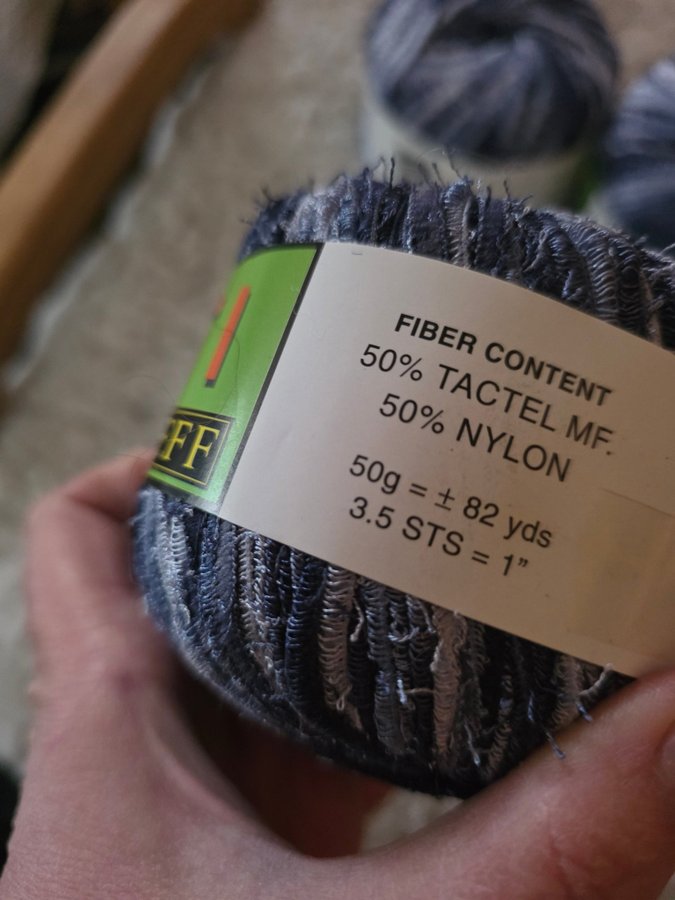 FIBER CONTENT
50% TACTEL MF.
50% NYLON
50g = ± 82 yds
3.5 STS = 1"